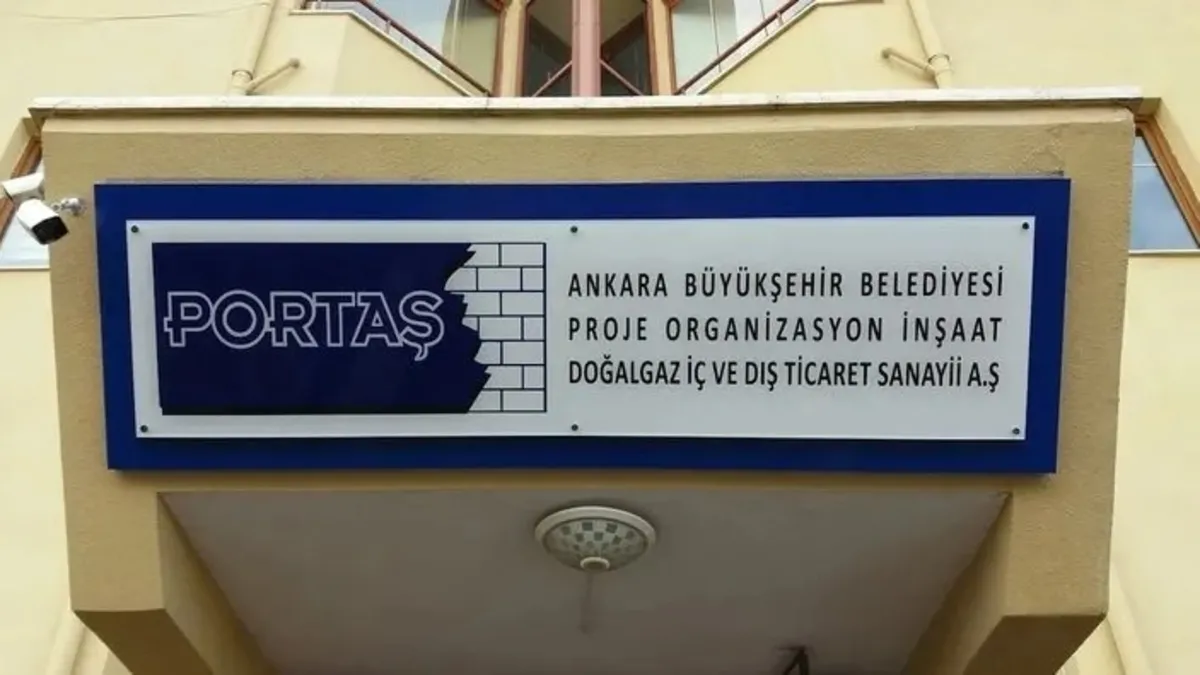 PORTAŞ
ANKARA BÜYÜKŞEHİR BELEDİYESİ
PROJE ORGANİZASYON İNŞAAT
DOĞALGAZ İÇ VE DIŞ TİCARET SANAYİİ A.Ş